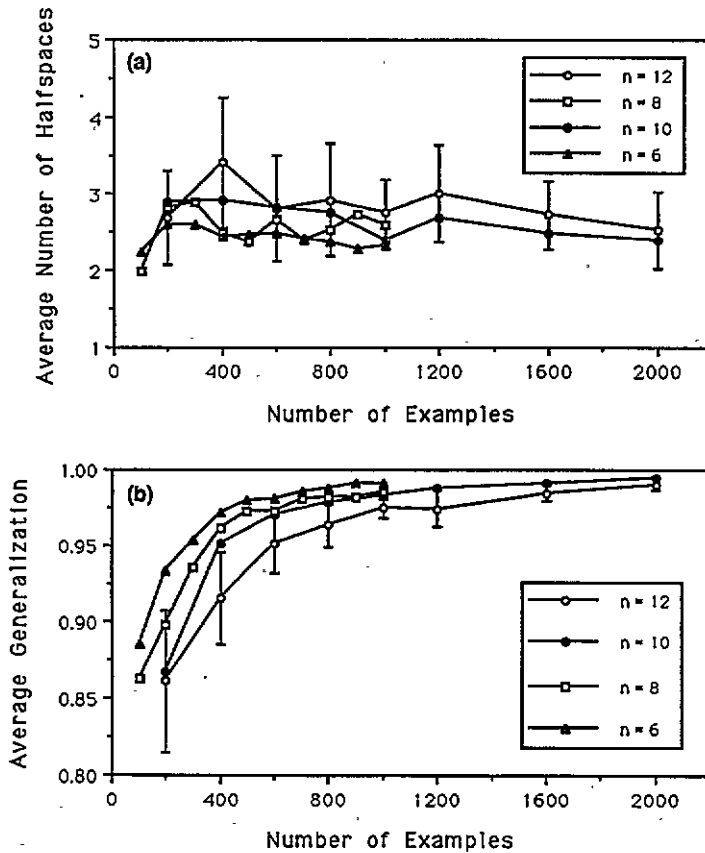 (a)
Average Number of Halfspaces
5
4
3
2
1
n = 12
n = 8
n = 10
n = 6
0 400 800 1200 1600 2000
Number of Examples
(b)
Average Generalization
1.00
0.95
0.90
0.85
0.80
n = 12
n = 10
n = 8
n = 6
0 400 800 1200 1600 2000
Number of Examples